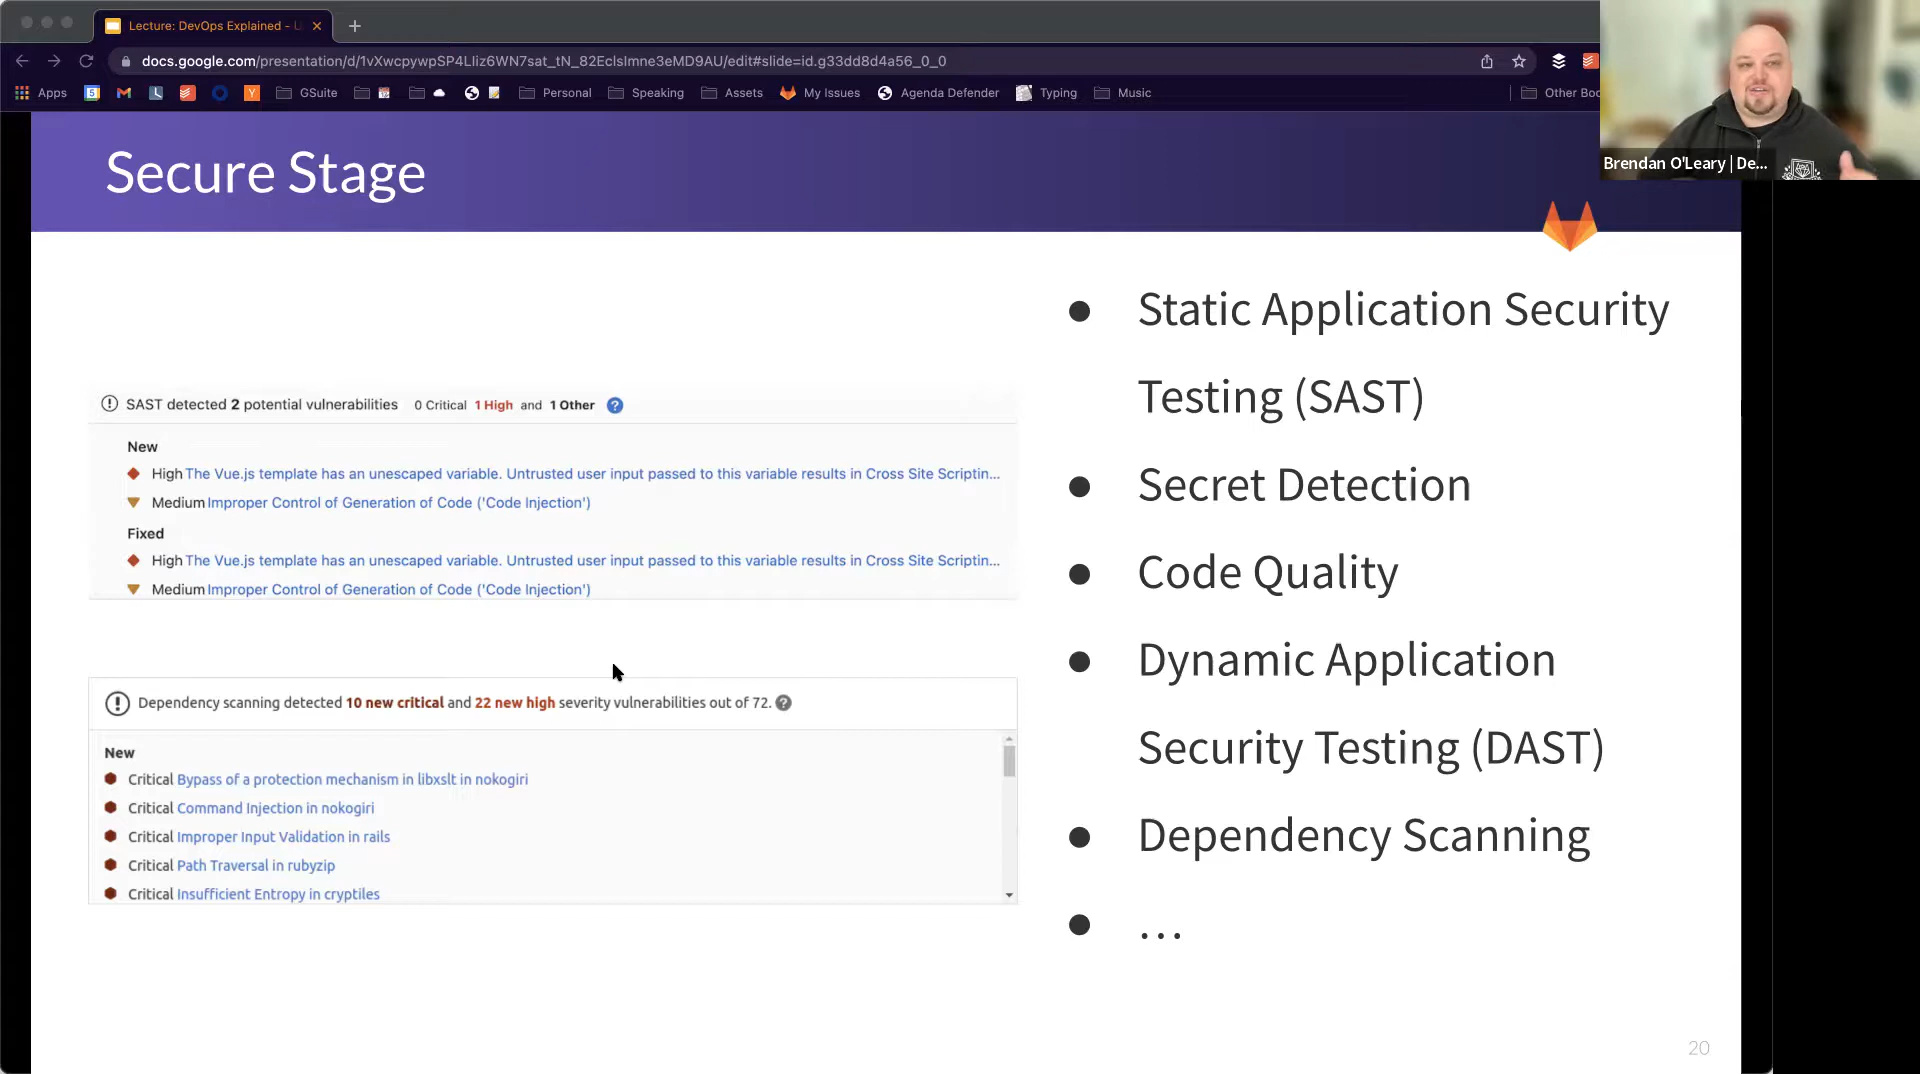 Lecture: DevOps Explained - U
docs.google.com/presentation/d/1vXwcpywpSP4LIiz6WN7sat_tN_82EclsImne3eMD9AU/edit#slide=id.g33dd8d4a56_0_0
Apps
5
Y
GSuite
Personal
Speaking
Assets
My Issues
Agenda Defender
Typing
Music
Other Boo
Brendan O'Leary | De...
Secure Stage
SAST detected 2 potential vulnerabilities 0 Critical 1 High and 1 Other ?
New
High The Vue.js template has an unescaped variable. Untrusted user input passed to this variable results in Cross Site Scriptin...
Medium Improper Control of Generation of Code ('Code Injection')
Fixed
High The Vue.js template has an unescaped variable. Untrusted user input passed to this variable results in Cross Site Scriptin...
Medium Improper Control of Generation of Code ('Code Injection')
Dependency scanning detected 10 new critical and 22 new high severity vulnerabilities out of 72. ?
New
Critical Bypass of a protection mechanism in libxslt in nokogiri
Critical Command Injection in nokogiri
Critical Improper Input Validation in rails
Critical Path Traversal in rubyzip
Critical Insufficient Entropy in cryptiles
● Static Application Security
Testing (SAST)
● Secret Detection
● Code Quality
● Dynamic Application
Security Testing (DAST)
● Dependency Scanning
● …
20